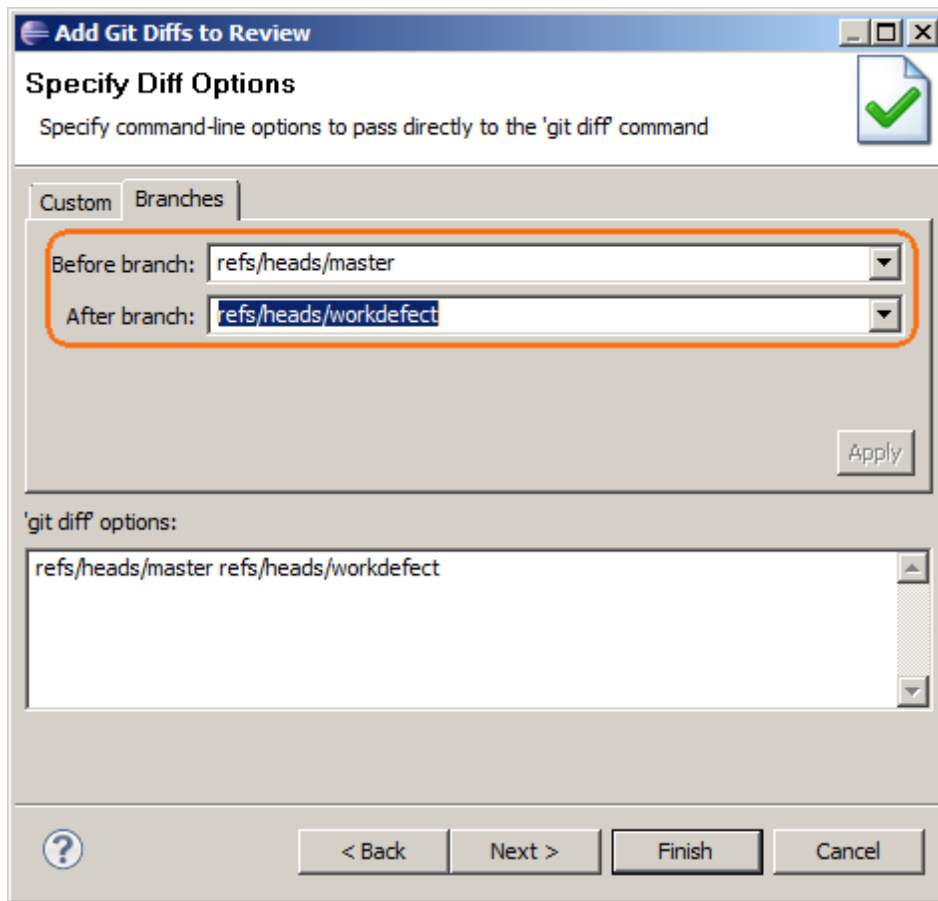 Add Git Diffs to Review
Specify Diff Options
Specify command-line options to pass directly to the 'git diff' command
Custom Branches
Before branch: refs/heads/master
After branch: refs/heads/workdefect
Apply
'git diff' options:
refs/heads/master refs/heads/workdefect
? < Back Next > Finish Cancel